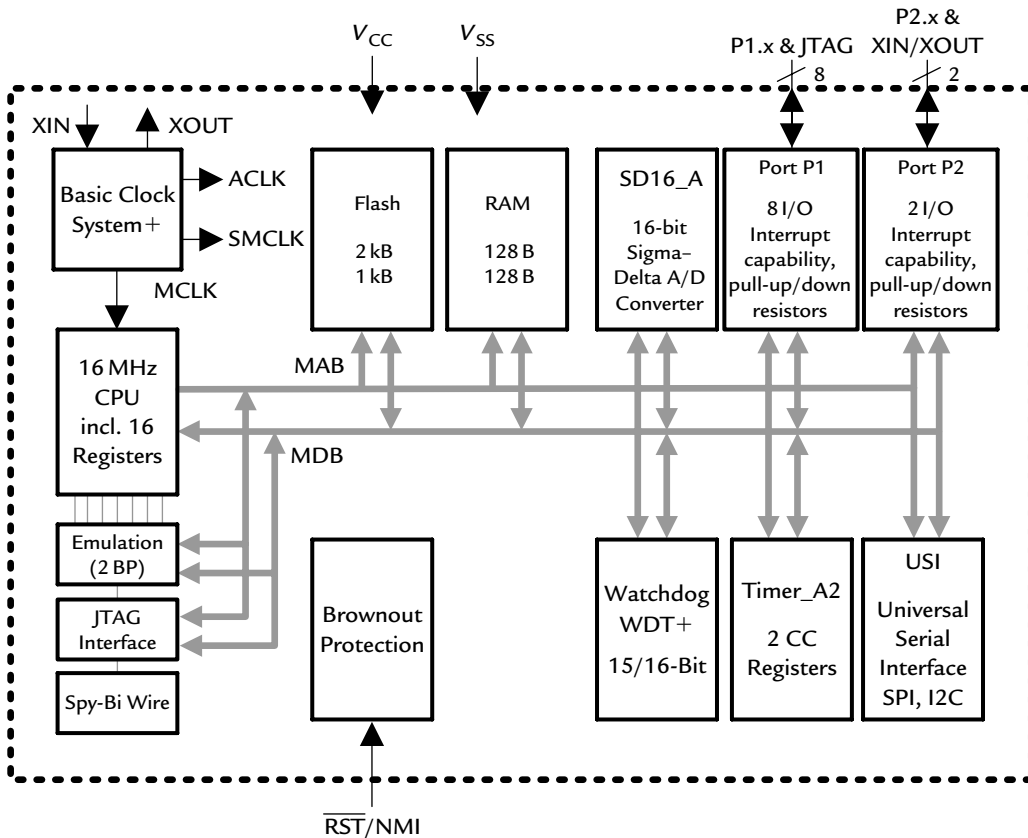 P2.x &
V CC
V SS
P1.x & JTAG
XIN/XOUT
8
2
XIN
XOUT
Basic Clock
System+
ACLK
SMCLK
MCLK
Flash
2 kB
1 kB
RAM
128 B
128 B
SD16_A
16-bit
Sigma–
Delta A/D
Converter
Port P1
8 I/O
Interrupt
capability,
pull-up/down
resistors
Port P2
2 I/O
Interrupt
capability,
pull-up/down
resistors
16 MHz
CPU
incl. 16
Registers
MAB
MDB
Emulation
(2 BP)
JTAG
Interface
Spy-Bi Wire
Brownout
Protection
Watchdog
WDT+
15/16-Bit
Timer_A2
2 CC
Registers
USI
Universal
Serial
Interface
SPI, I2C
RST/NMI